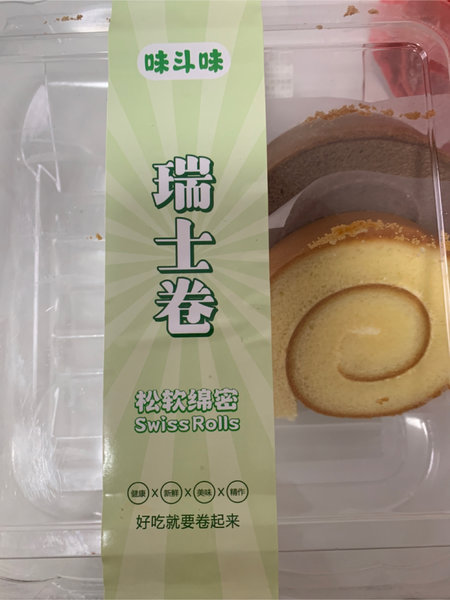 味斗味
瑞士卷
松软绵密
Swiss Rolls
健康 X 新鲜 X 美味 X 精作
好吃就要卷起来